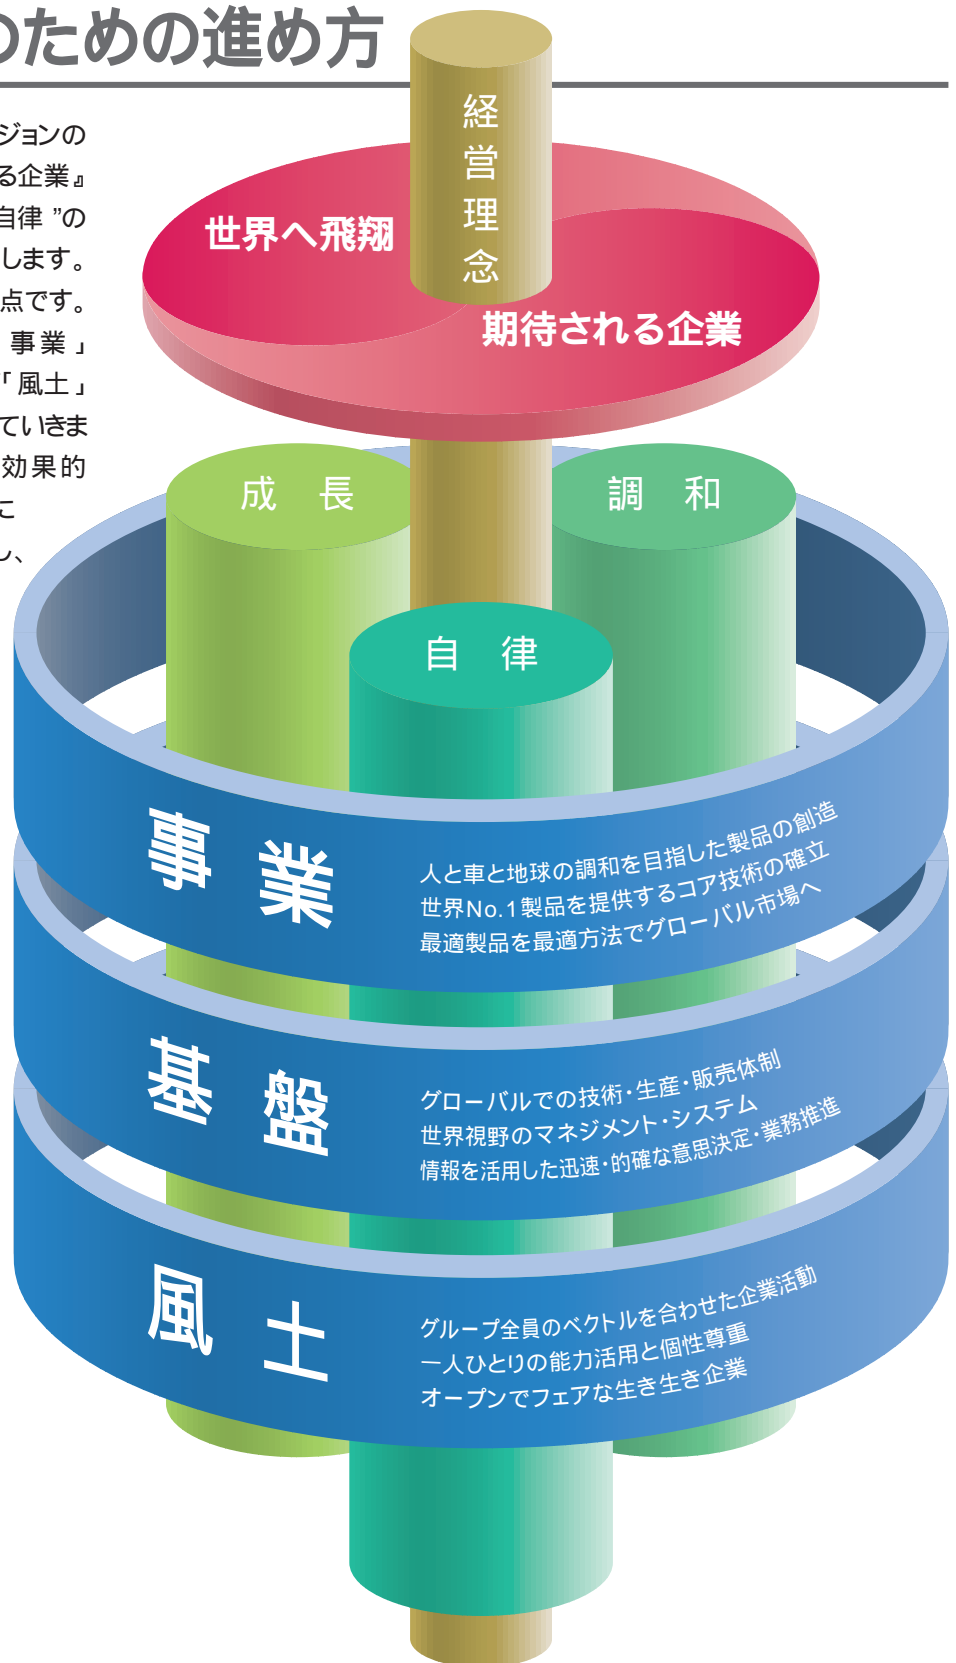 のための進め方
ジョンの
る企業』
自律 ”の
します。
点です。
事業」
「風土」
ていきま
効果的
に
し、
経営理念
世界へ飛翔
期待される企業
成 長
調 和
自 律
事 業
人と車と地球の調和を目指した製品の創造
世界No.1製品を提供するコア技術の確立
最適製品を最適方法でグローバル市場へ
基 盤
グローバルでの技術・生産・販売体制
世界視野のマネジメント・システム
情報を活用した迅速・的確な意思決定・業務推進
風 土
グループ全員のベクトルを合わせた企業活動
一人ひとりの能力活用と個性尊重
オープンでフェアな生き生き企業